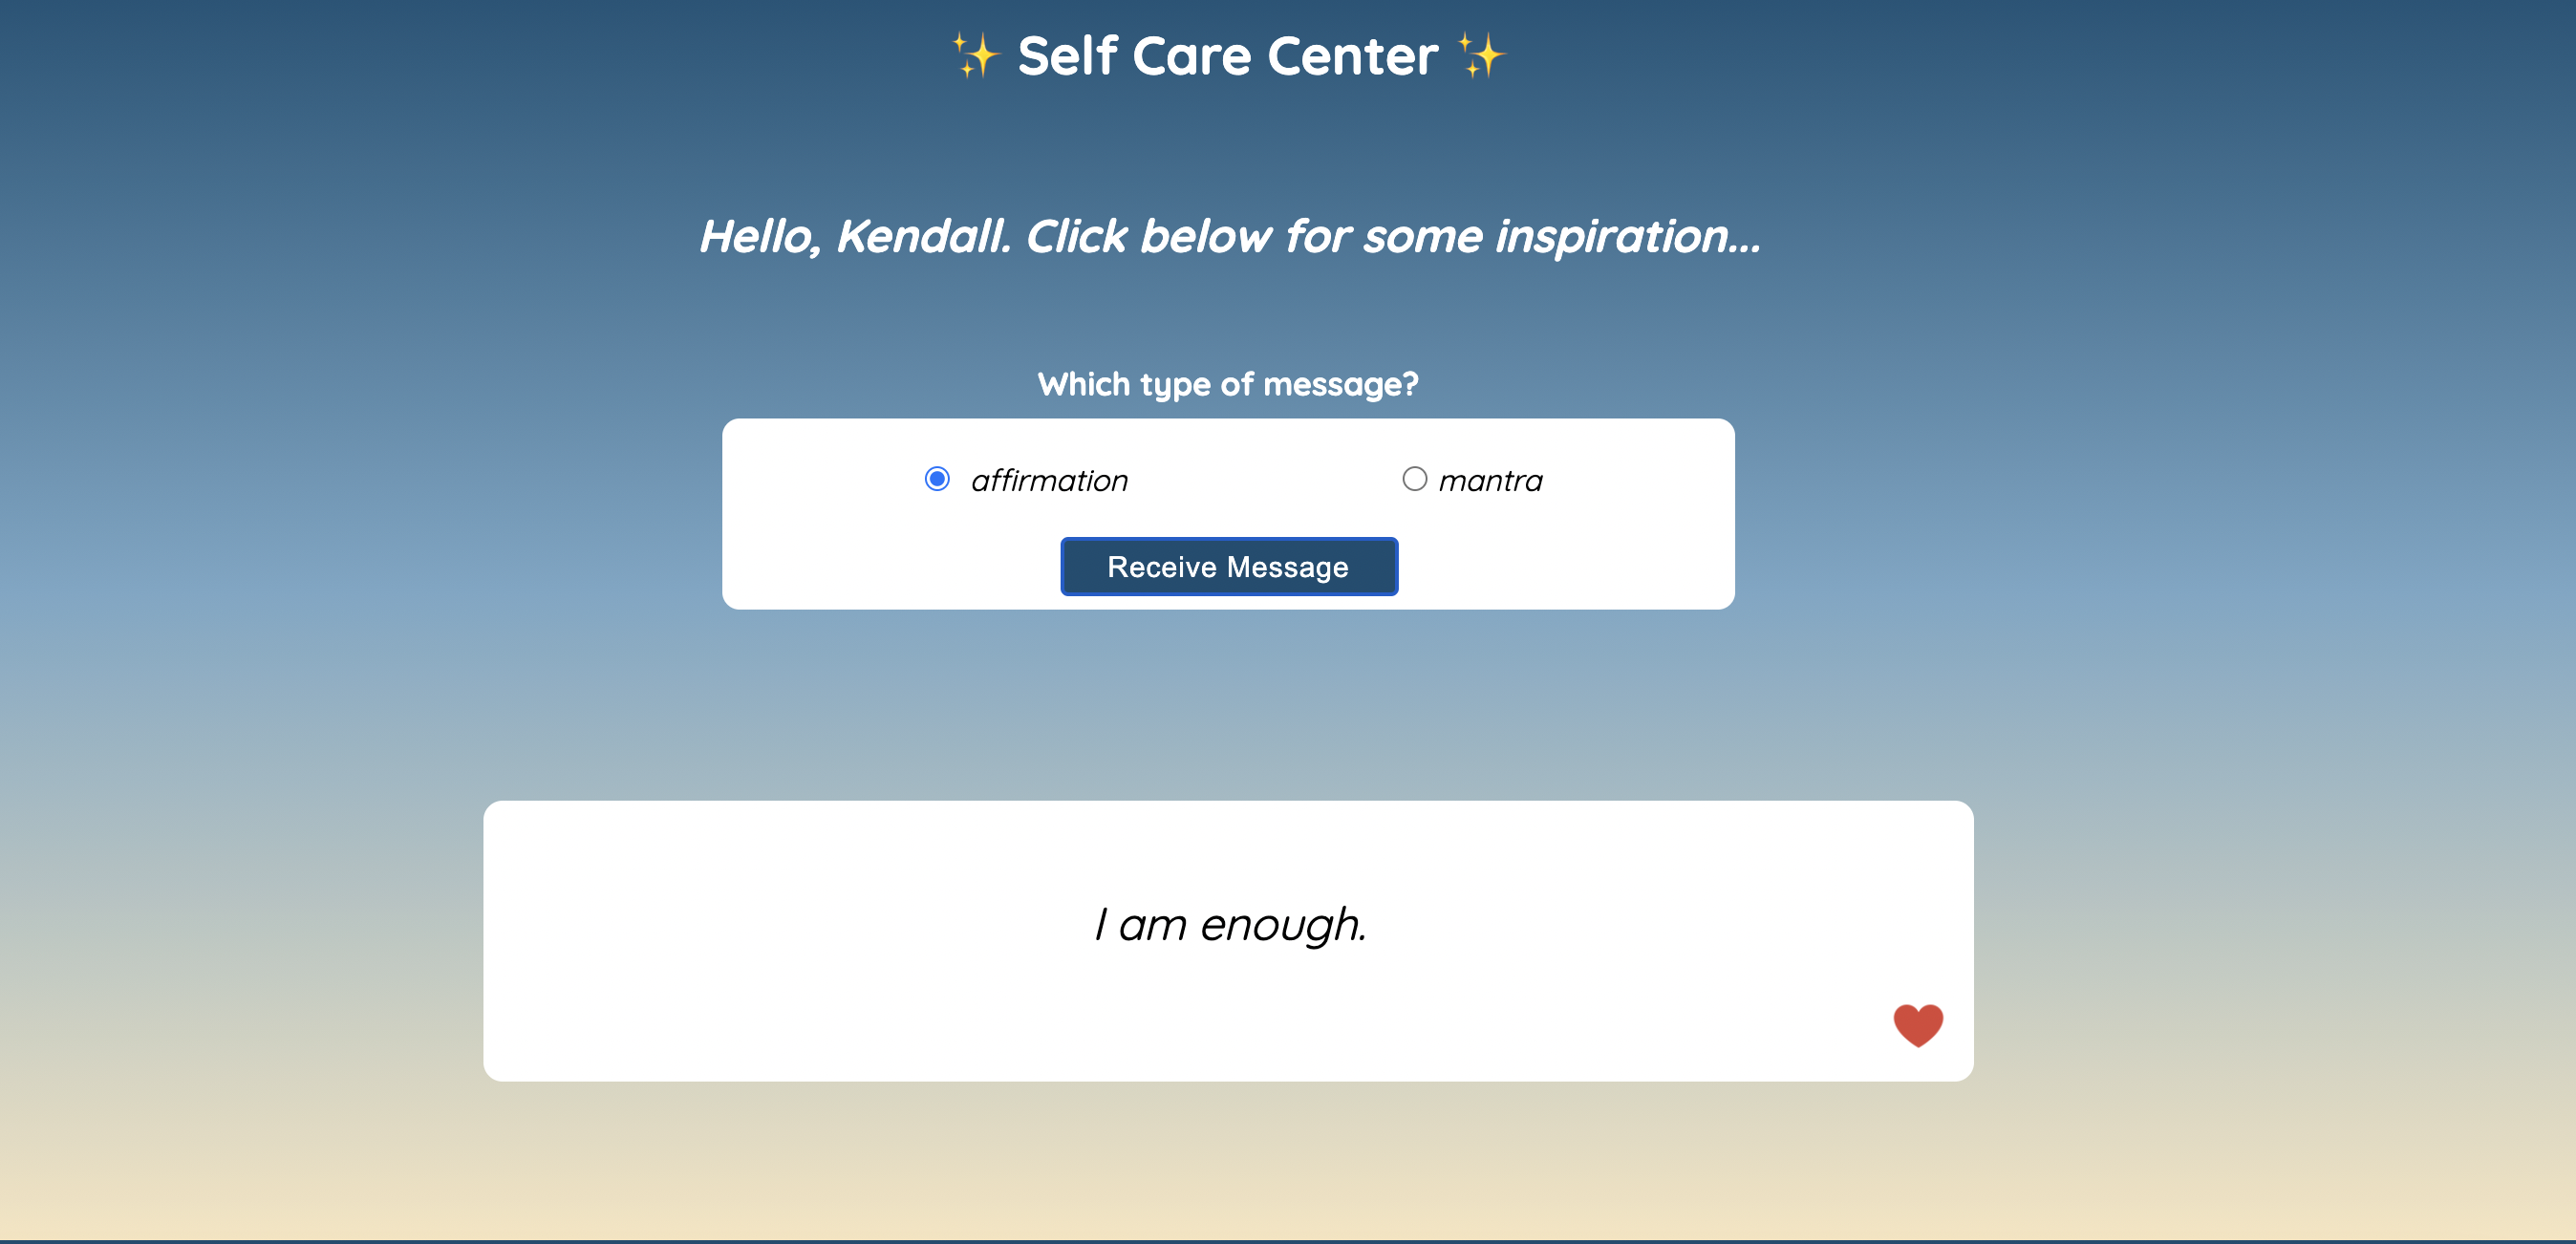 ✨ Self Care Center ✨
Hello, Kendall. Click below for some inspiration...
Which type of message?
affirmation mantra
Receive Message
I am enough.